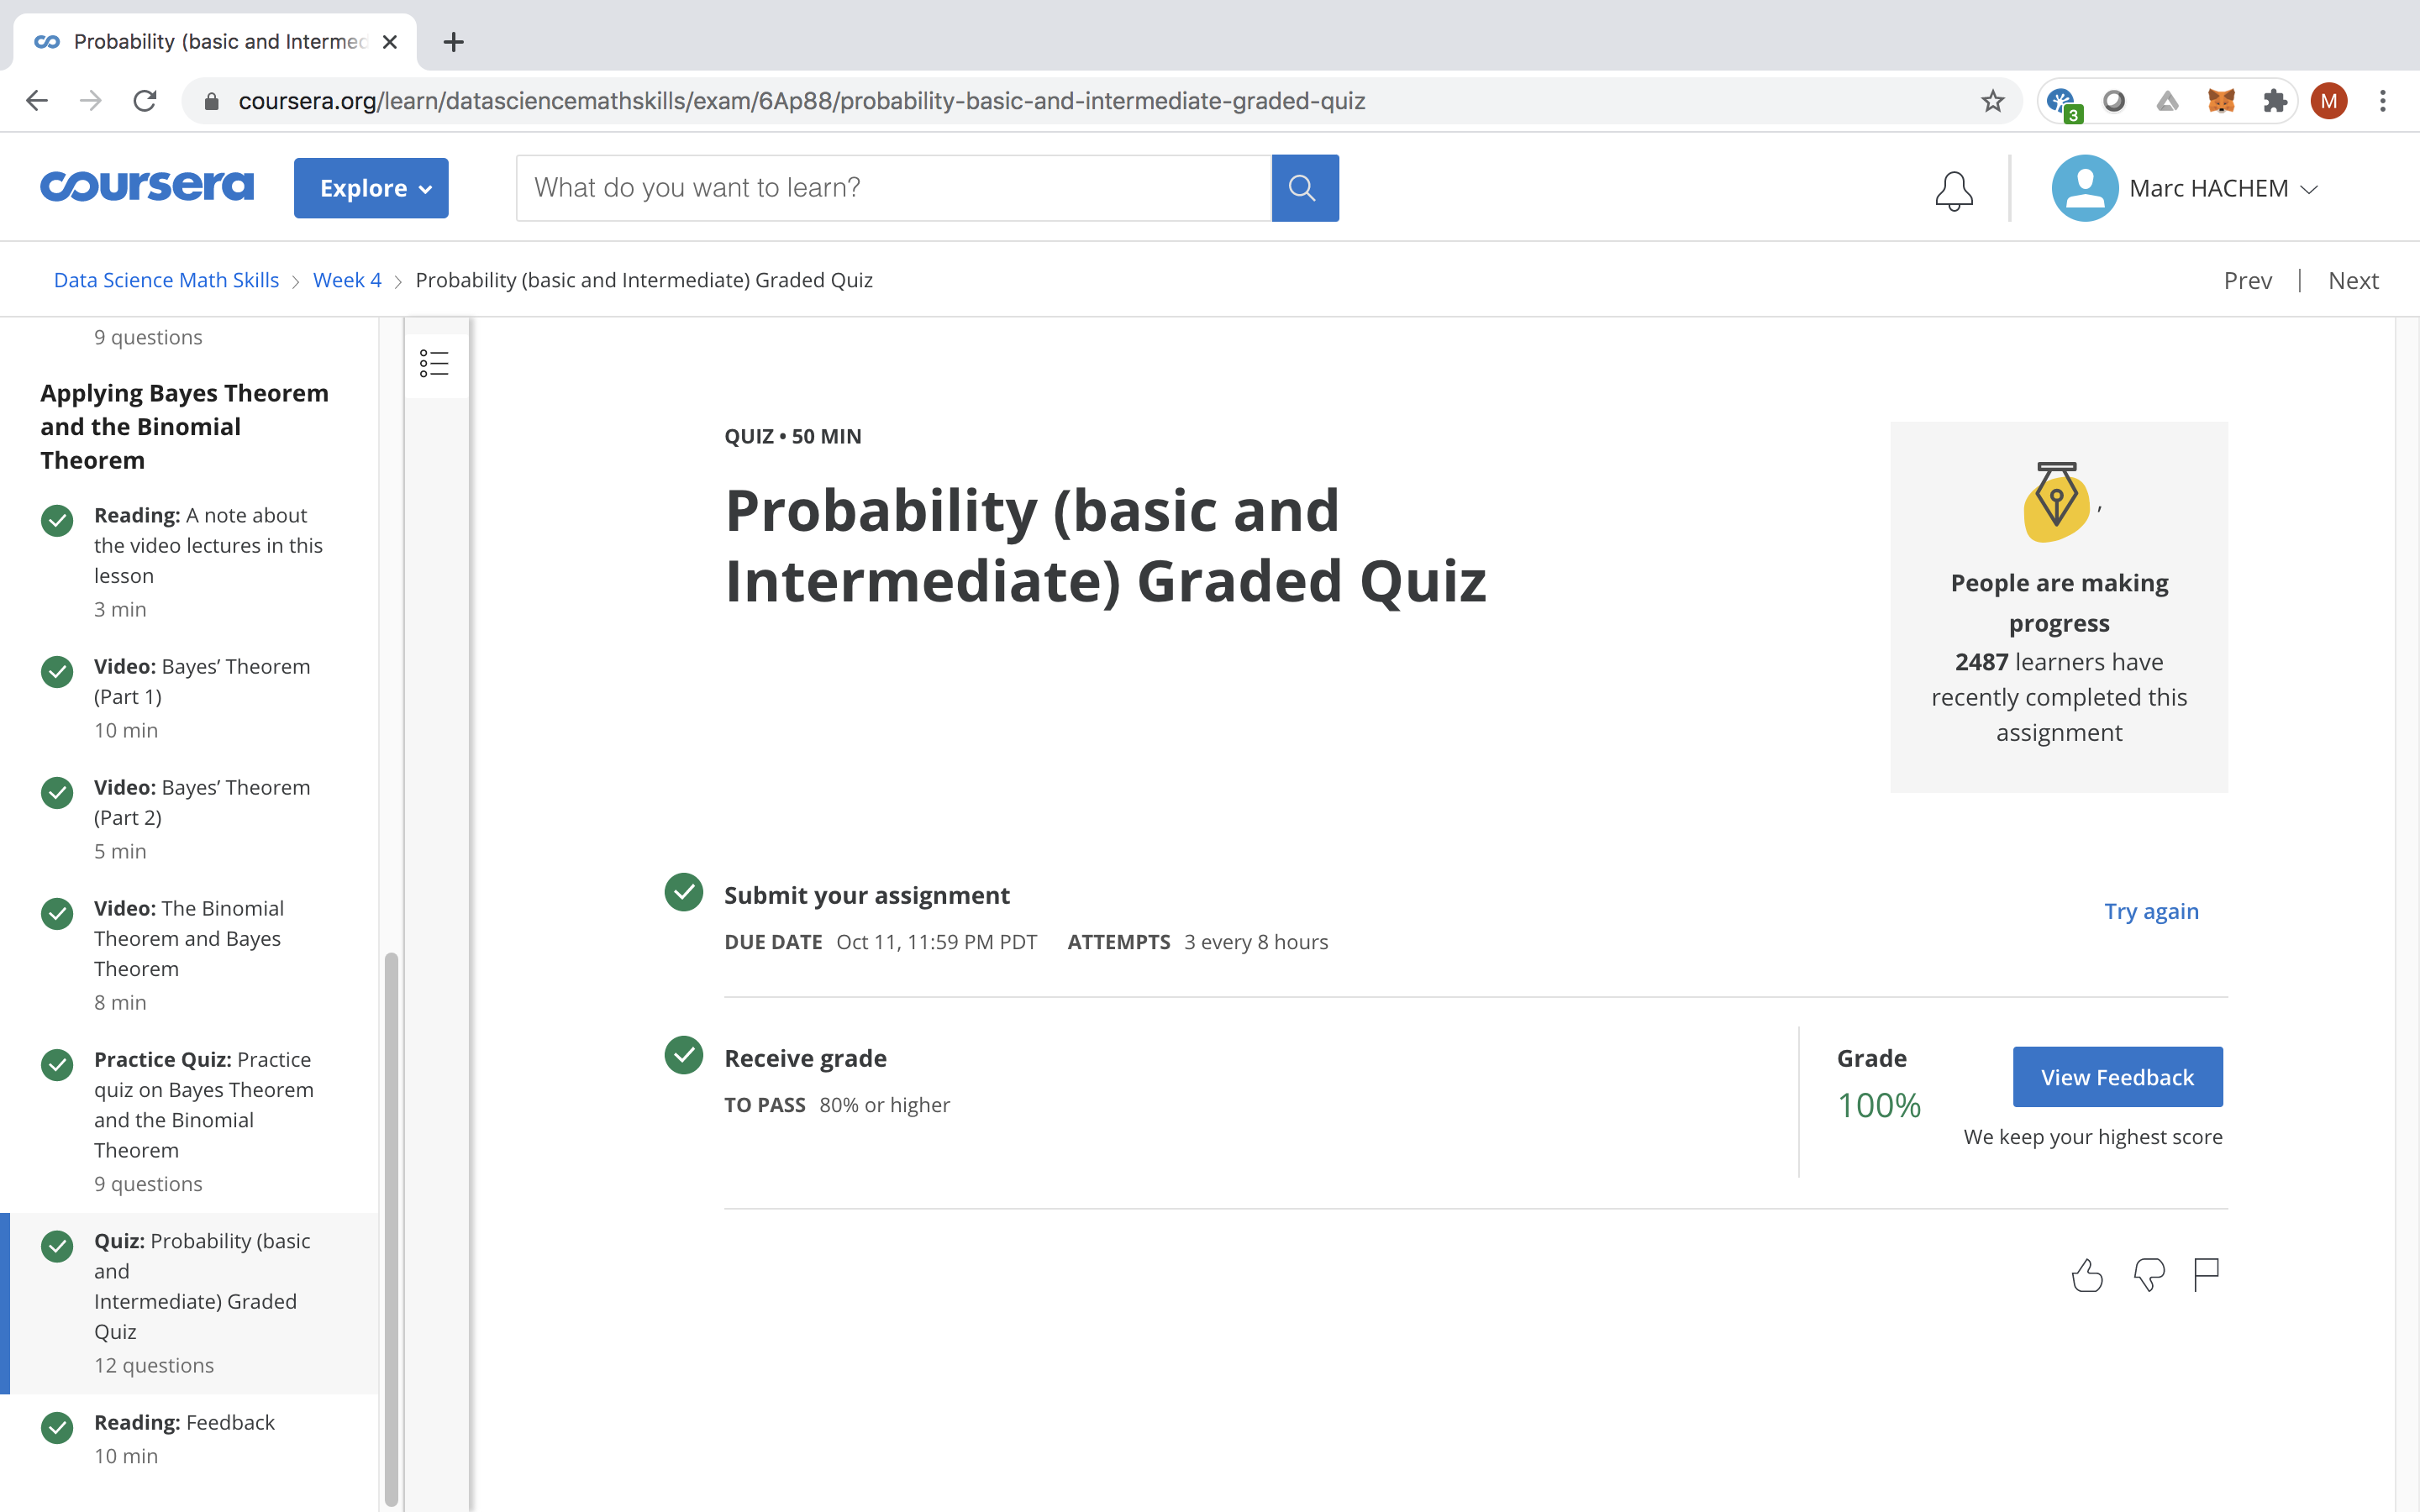 Probability (basic and Intermed
coursera.org/learn/datasciencemathskills/exam/6Ap88/probability-basic-and-intermediate-graded-quiz
3
M
coursera
Explore
What do you want to learn?
Marc HACHEM
Data Science Math Skills
Week 4
Probability (basic and Intermediate) Graded Quiz
Prev | Next
9 questions
Applying Bayes Theorem
and the Binomial
Theorem
Reading: A note about
the video lectures in this
lesson
3 min
Video: Bayes’ Theorem
(Part 1)
10 min
Video: Bayes’ Theorem
(Part 2)
5 min
Video: The Binomial
Theorem and Bayes
Theorem
8 min
Practice Quiz: Practice
quiz on Bayes Theorem
and the Binomial
Theorem
9 questions
Quiz: Probability (basic
and
Intermediate) Graded
Quiz
12 questions
Reading: Feedback
10 min
QUIZ • 50 MIN
Probability (basic and
Intermediate) Graded Quiz
,
People are making
progress
2487 learners have
recently completed this
assignment
Submit your assignment
DUE DATE Oct 11, 11:59 PM PDT ATTEMPTS 3 every 8 hours
Try again
Receive grade
TO PASS 80% or higher
Grade
100%
View Feedback
We keep your highest score